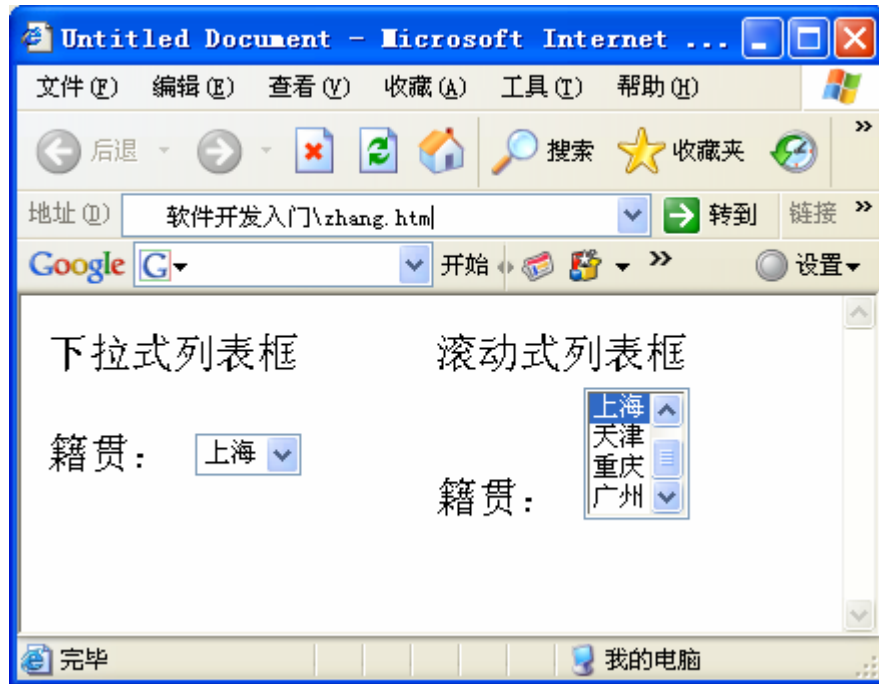 Untitled Document - Microsoft Internet ...
文件(F) 编辑(E) 查看(V) 收藏(A) 工具(T) 帮助(H)
后退 搜索 收藏夹 »
地址(D) 软件开发入门\zhang.htm 转到 链接 »
Google G 开始 » 设置
下拉式列表框 滚动式列表框
籍贯： 上海
上海
天津
重庆
广州
籍贯：
完毕 我的电脑